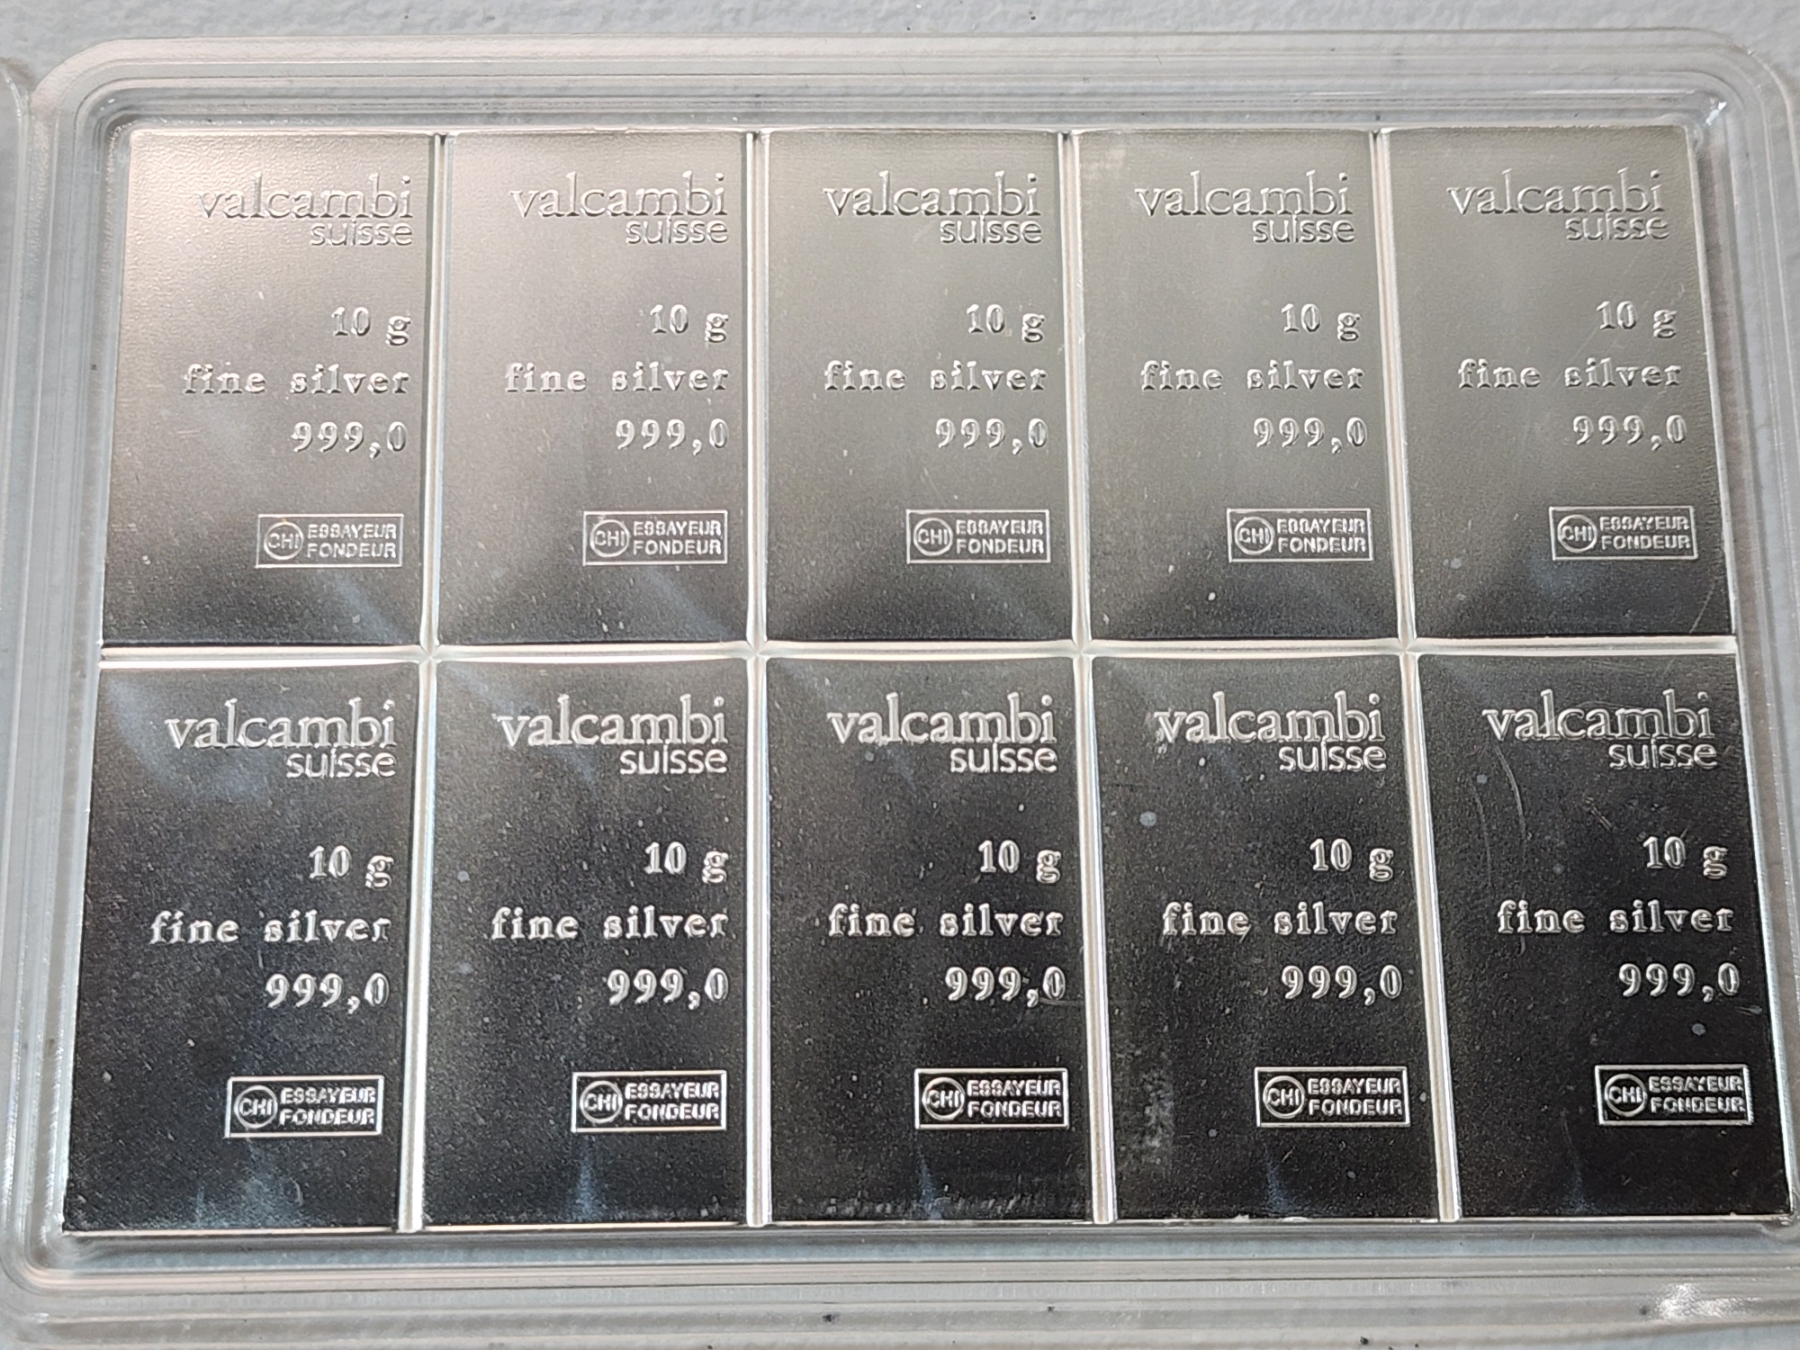 valcambi
suisse
10 g
fine silver
999,0
CHI ESSAYEUR
FONDEUR
valcambi
suisse
10 g
fine silver
999,0
CHI ESSAYEUR
FONDEUR
valcambi
suisse
10 g
fine silver
999,0
CHI ESSAYEUR
FONDEUR
valcambi
suisse
10 g
fine silver
999,0
CHI ESSAYEUR
FONDEUR
valcambi
suisse
10 g
fine silver
999,0
CHI ESSAYEUR
FONDEUR
valcambi
suisse
10 g
fine silver
999,0
CHI ESSAYEUR
FONDEUR
valcambi
suisse
10 g
fine silver
999,0
CHI ESSAYEUR
FONDEUR
valcambi
suisse
10 g
fine silver
999,0
CHI ESSAYEUR
FONDEUR
valcambi
suisse
10 g
fine silver
999,0
CHI ESSAYEUR
FONDEUR
valcambi
suisse
10 g
fine silver
999,0
CHI ESSAYEUR
FONDEUR